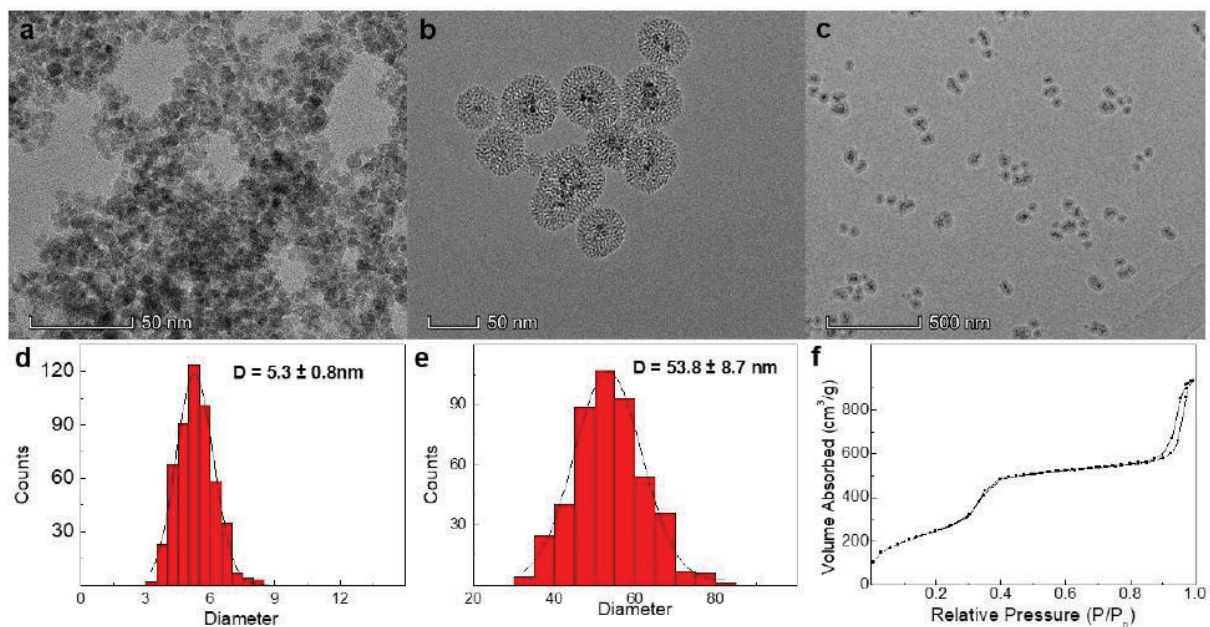 a
50 nm
b
50 nm
c
500 nm
d
D = 5.3 ± 0.8nm
120
90
60
30
0 3 6 9 12
Counts
Diameter
e
D = 53.8 ± 8.7 nm
90
60
30
20 40 60 80
Counts
Diameter
f
800
600
400
200
0
0.2 0.4 0.6 0.8 1.0
Volume Absorbed (cm³/g)
Relative Pressure (P/P₀)